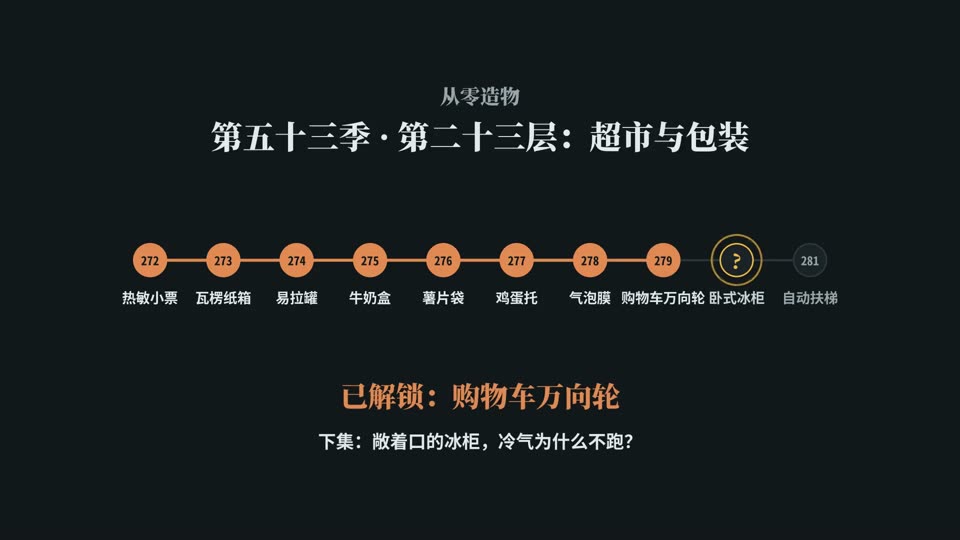 从零造物
第五十三季 · 第二十三层：超市与包装
272 273 274 275 276 277 278 279 ? 281
热敏小票 瓦楞纸箱 易拉罐 牛奶盒 薯片袋 鸡蛋托 气泡膜 购物车万向轮 卧式冰柜 自动扶梯
已解锁：购物车万向轮
下集：敞着口的冰柜，冷气为什么不跑？